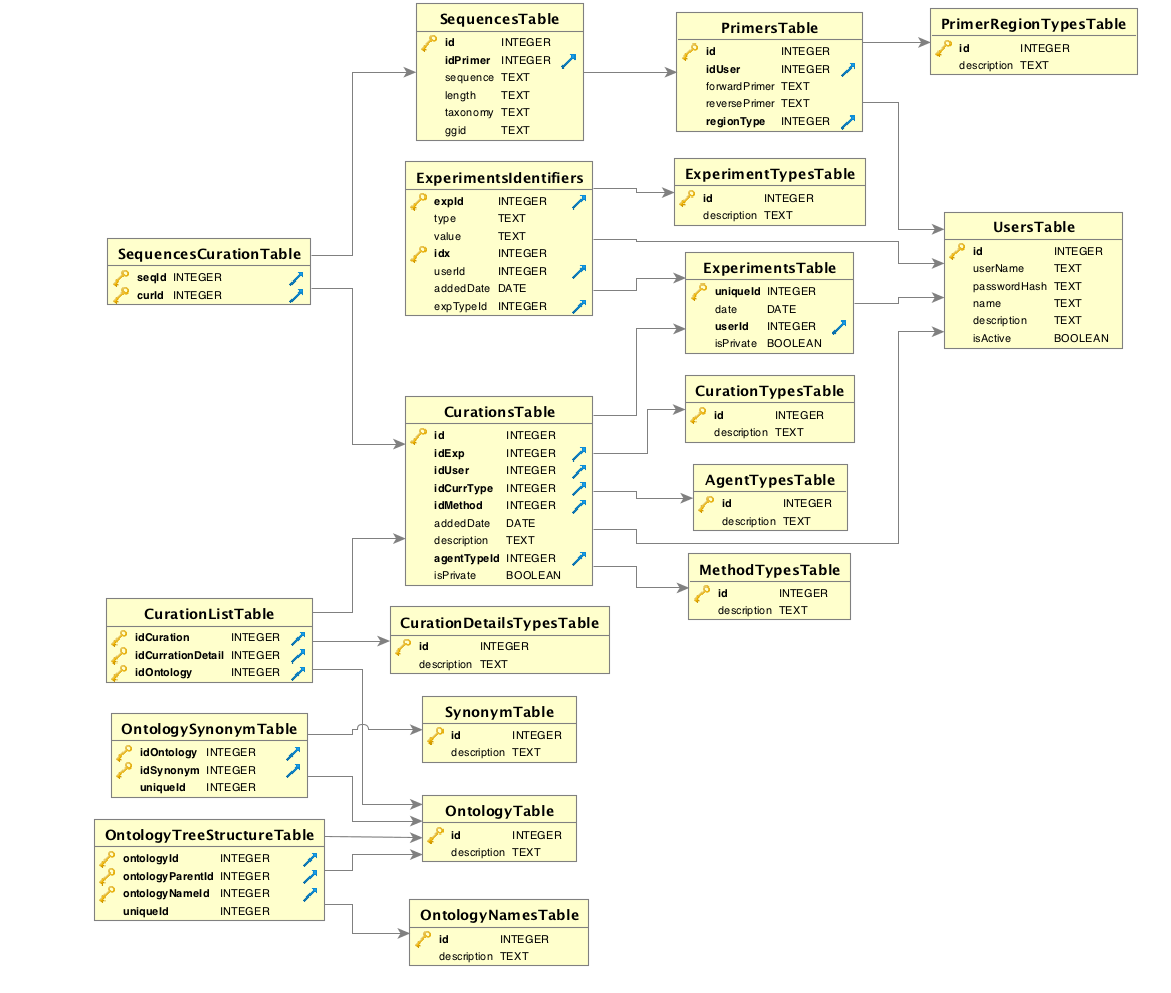 SequencesTable
id INTEGER
idPrimer INTEGER
sequence TEXT
length TEXT
taxonomy TEXT
ggid TEXT
PrimersTable
id INTEGER
idUser INTEGER
forwardPrimer TEXT
reversePrimer TEXT
regionType INTEGER
PrimerRegionTypesTable
id INTEGER
description TEXT
ExperimentsIdentifiers
expId INTEGER
type TEXT
value TEXT
idx INTEGER
userId INTEGER
addedDate DATE
expTypeId INTEGER
ExperimentTypesTable
id INTEGER
description TEXT
UsersTable
id INTEGER
userName TEXT
passwordHash TEXT
name TEXT
description TEXT
isActive BOOLEAN
SequencesCurationTable
seqId INTEGER
curId INTEGER
ExperimentsTable
uniqueId INTEGER
date DATE
userId INTEGER
isPrivate BOOLEAN
CurationsTable
id INTEGER
idExp INTEGER
idUser INTEGER
idCurrType INTEGER
idMethod INTEGER
addedDate DATE
description TEXT
agentTypeId INTEGER
isPrivate BOOLEAN
CurationTypesTable
id INTEGER
description TEXT
AgentTypesTable
id INTEGER
description TEXT
MethodTypesTable
id INTEGER
description TEXT
CurationListTable
idCuration INTEGER
idCurrationDetail INTEGER
idOntology INTEGER
CurationDetailsTypesTable
id INTEGER
description TEXT
OntologySynonymTable
idOntology INTEGER
idSynonym INTEGER
uniqueId INTEGER
SynonymTable
id INTEGER
description TEXT
OntologyTable
id INTEGER
description TEXT
OntologyTreeStructureTable
ontologyId INTEGER
ontologyParentId INTEGER
ontologyNameId INTEGER
uniqueId INTEGER
OntologyNamesTable
id INTEGER
description TEXT